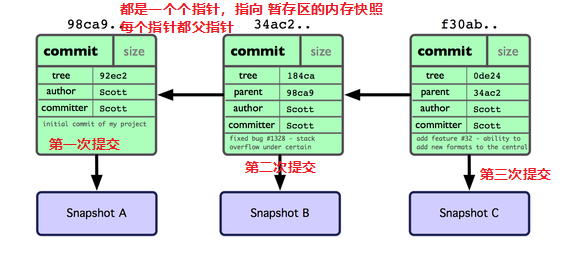 都是一个个指针，指向 暂存区的内存快照
每个指针都父指针
98ca9..
34ac2..
f30ab..
commit size
tree 92ec2
author Scott
committer Scott
initial commit of my project
第一次提交
Snapshot A
commit size
tree 184ca
parent 98ca9
author Scott
committer Scott
fixed bug #1328 - stack
overflow under certain
第二次提交
Snapshot B
commit size
tree 0de24
parent 34ac2
author Scott
committer Scott
add feature #32 - ability to
add new formats to the central
第三次提交
Snapshot C